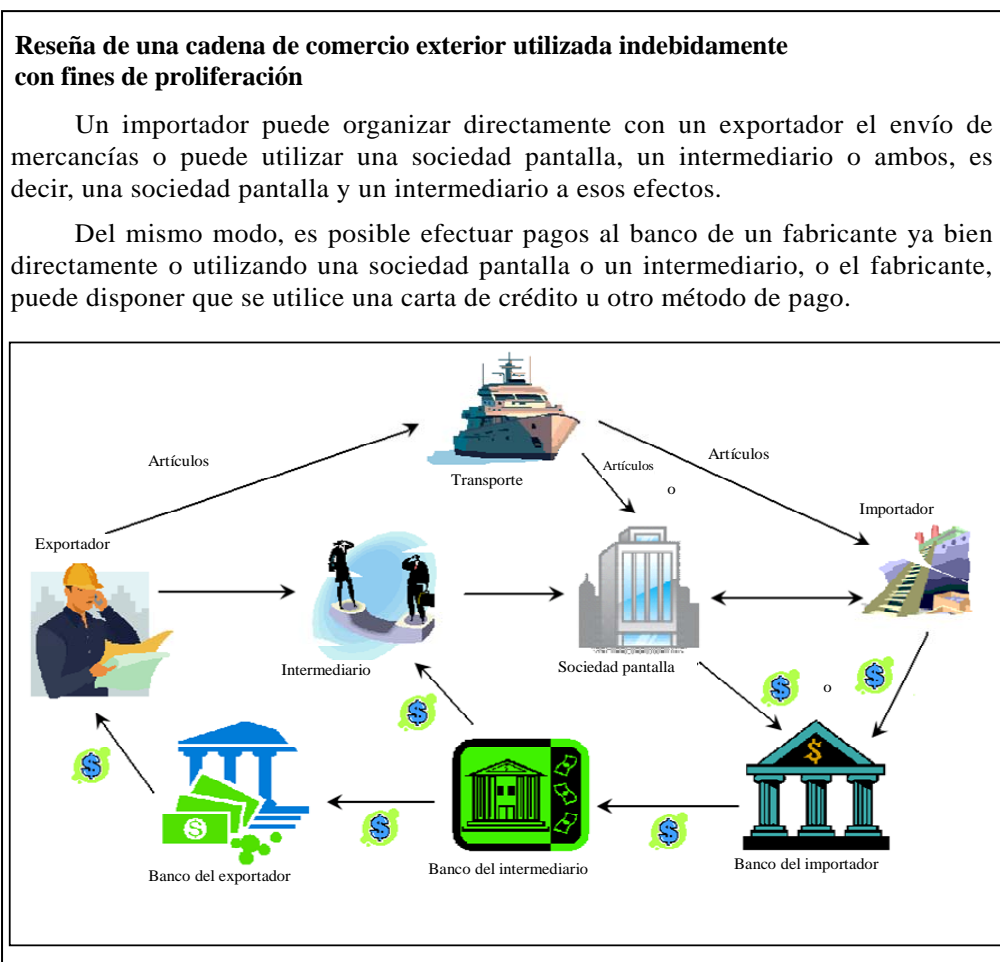 Reseña de una cadena de comercio exterior utilizada indebidamente
con fines de proliferación
Un importador puede organizar directamente con un exportador el envío de
mercancías o puede utilizar una sociedad pantalla, un intermediario o ambos, es
decir, una sociedad pantalla y un intermediario a esos efectos.
Del mismo modo, es posible efectuar pagos al banco de un fabricante ya bien
directamente o utilizando una sociedad pantalla o un intermediario, o el fabricante,
puede disponer que se utilice una carta de crédito u otro método de pago.
Artículos
Transporte
Artículos
o
Artículos
Importador
Exportador
Intermediario
Sociedad pantalla
$
o
$
$
$
$
$
$
$
Banco del exportador
Banco del intermediario
Banco del importador